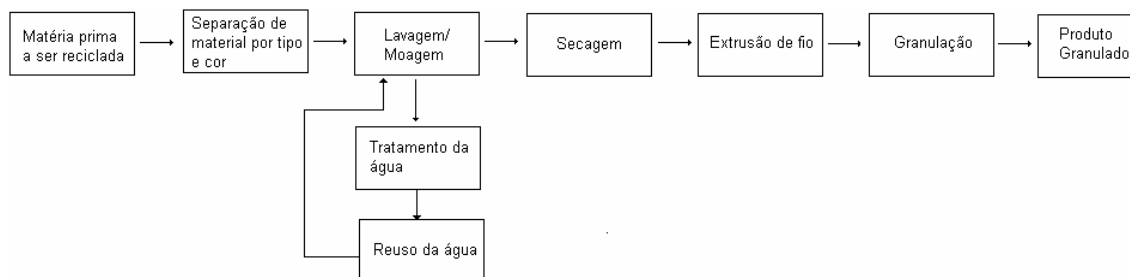 Matéria prima
a ser reciclada
Separação de
material por tipo
e cor
Lavagem/
Moagem
Secagem
Extrusão de fio
Granulação
Produto
Granulado
Tratamento da
água
Reuso da água